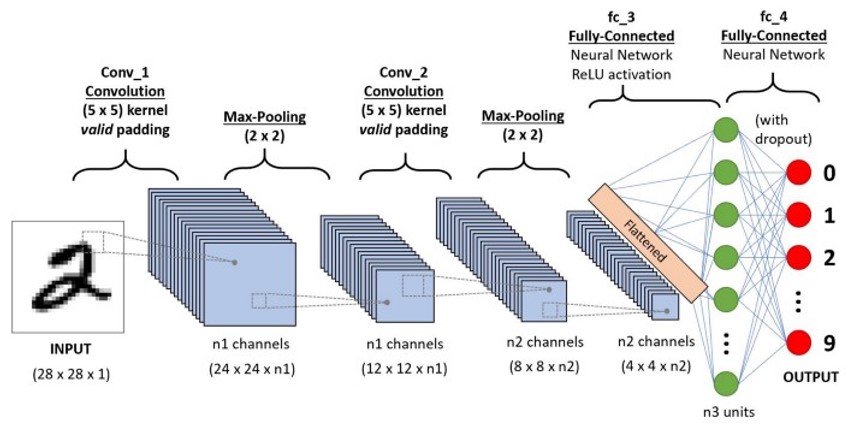 Conv_1
Convolution
(5 x 5) kernel
valid padding
Max-Pooling
(2 x 2)
Conv_2
Convolution
(5 x 5) kernel
valid padding
Max-Pooling
(2 x 2)
fc_3
Fully-Connected
Neural Network
ReLU activation
fc_4
Fully-Connected
Neural Network
(with
dropout)
2
INPUT
(28 x 28 x 1)
n1 channels
(24 x 24 x n1)
n1 channels
(12 x 12 x n1)
n2 channels
(8 x 8 x n2)
n2 channels
(4 x 4 x n2)
Flattened
n3 units
0
1
2
9
OUTPUT